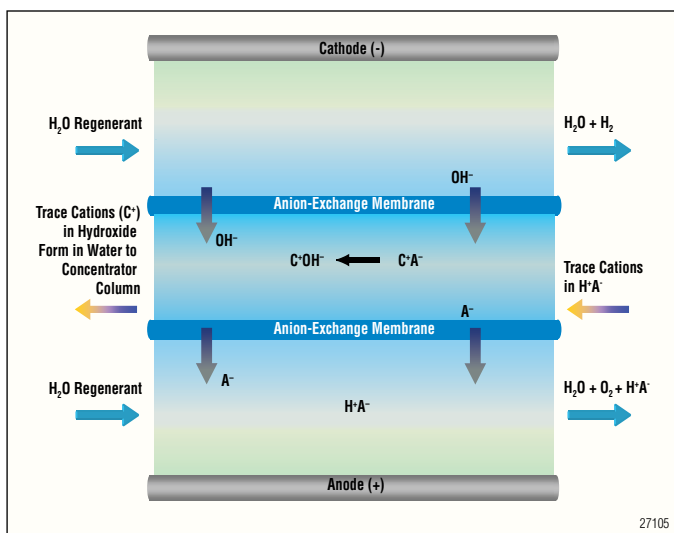 Cathode (-)
H₂O Regenerant
H₂O + H₂
OH⁻
Anion-Exchange Membrane
Trace Cations (C⁺)
in Hydroxide
Form in Water to
Concentrator
Column
OH⁻
C⁺OH⁻
C⁺A⁻
Trace Cations
in H⁺A⁻
A⁻
Anion-Exchange Membrane
H₂O Regenerant
A⁻
H⁺A⁻
H₂O + O₂ + H⁺A⁻
Anode (+)
27105